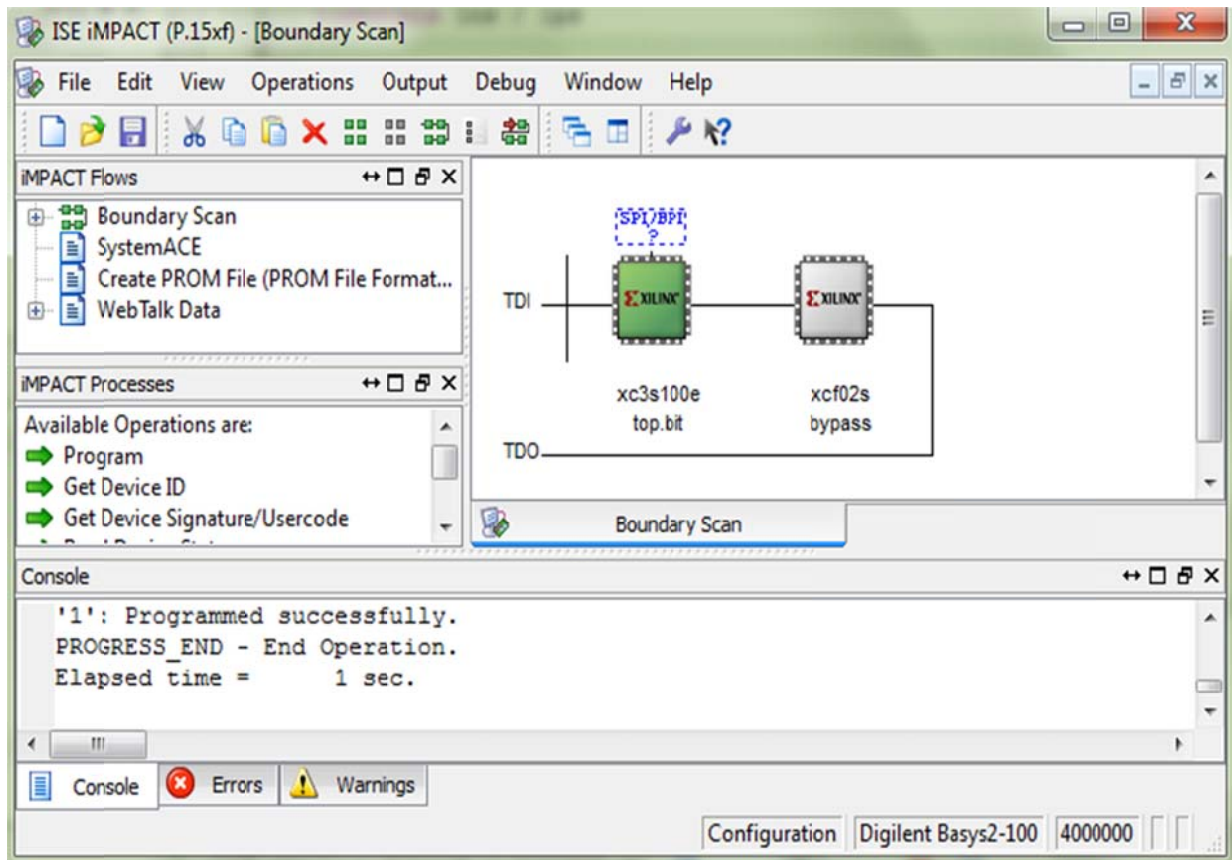 ISE iMPACT (P.15xf) - [Boundary Scan]
File Edit View Operations Output Debug Window Help
iMPACT Flows
Boundary Scan
SystemACE
Create PROM File (PROM File Format...
WebTalk Data
iMPACT Processes
Available Operations are:
Program
Get Device ID
Get Device Signature/Usercode
SPI/BPI
?
TDI
XILINX
XILINX
xc3s100e
top.bit
xcf02s
bypass
TDO
Boundary Scan
Console
'1': Programmed successfully.
PROGRESS_END - End Operation.
Elapsed time = 1 sec.
Console Errors Warnings
Configuration Digilent Basys2-100 4000000